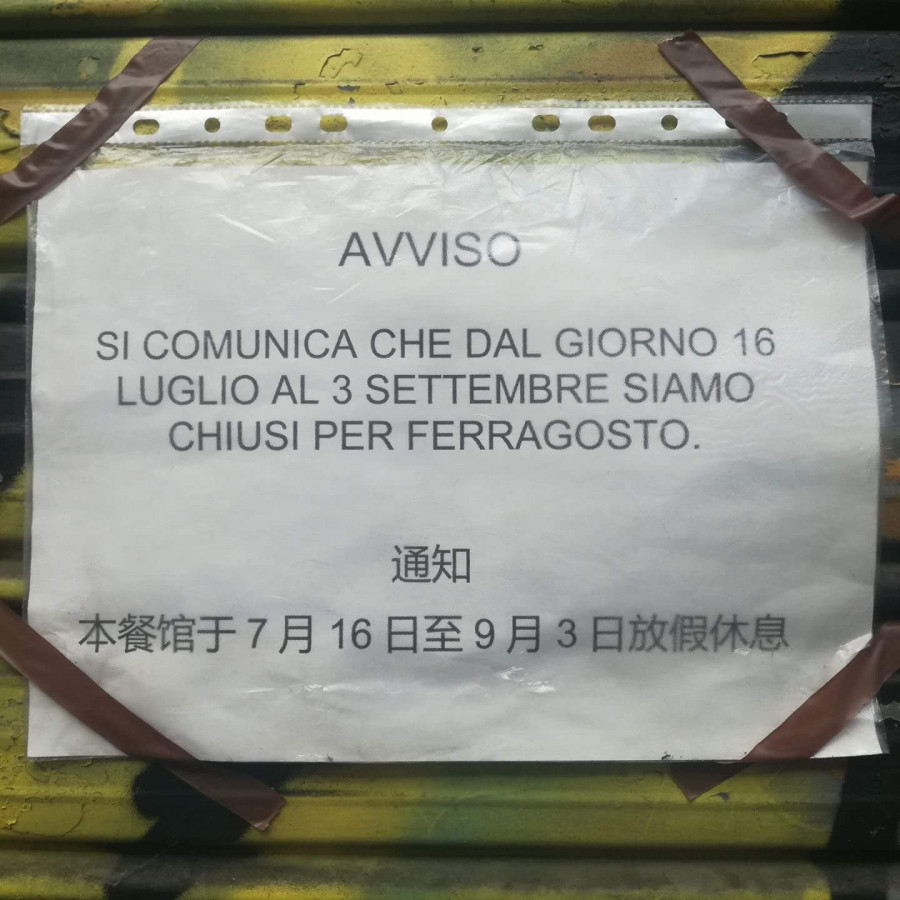 AVVISO
SI COMUNICA CHE DAL GIORNO 16
LUGLIO AL 3 SETTEMBRE SIAMO
CHIUSI PER FERRAGOSTO.
通知
本餐馆于 7 月 16 日至 9 月 3 日放假休息